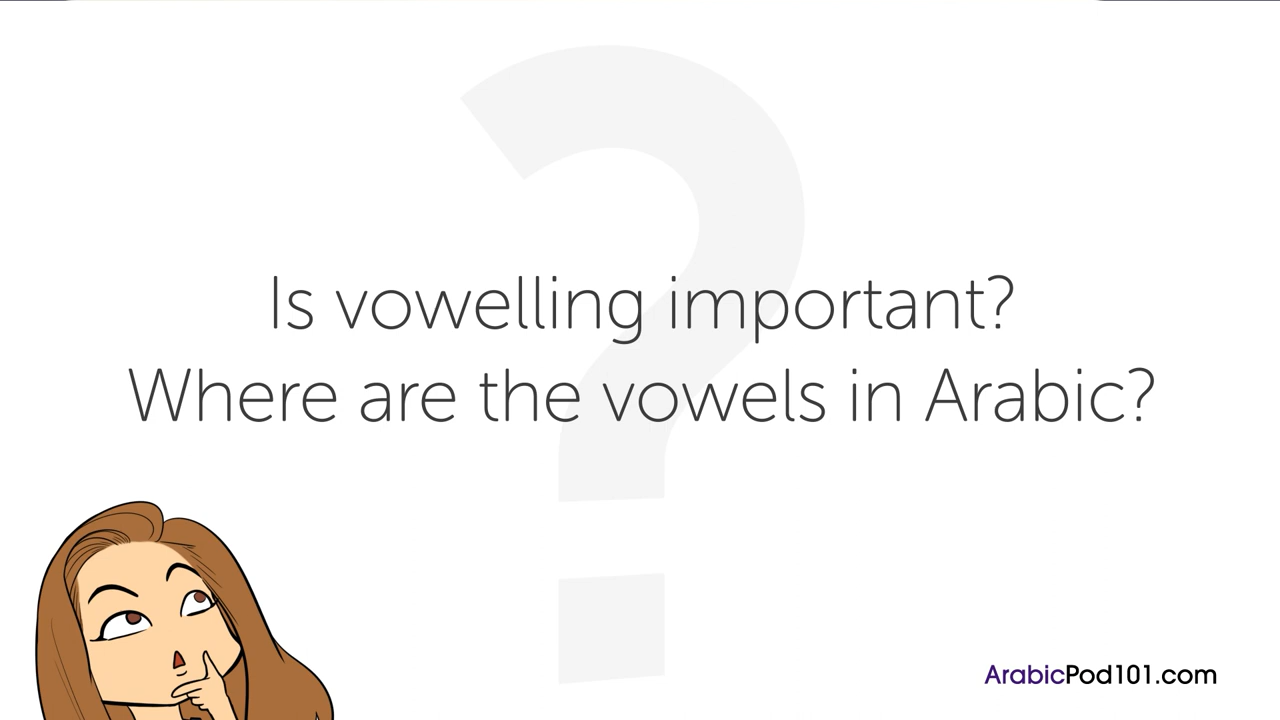 Is vowelling important?
Where are the vowels in Arabic?
ArabicPod101.com